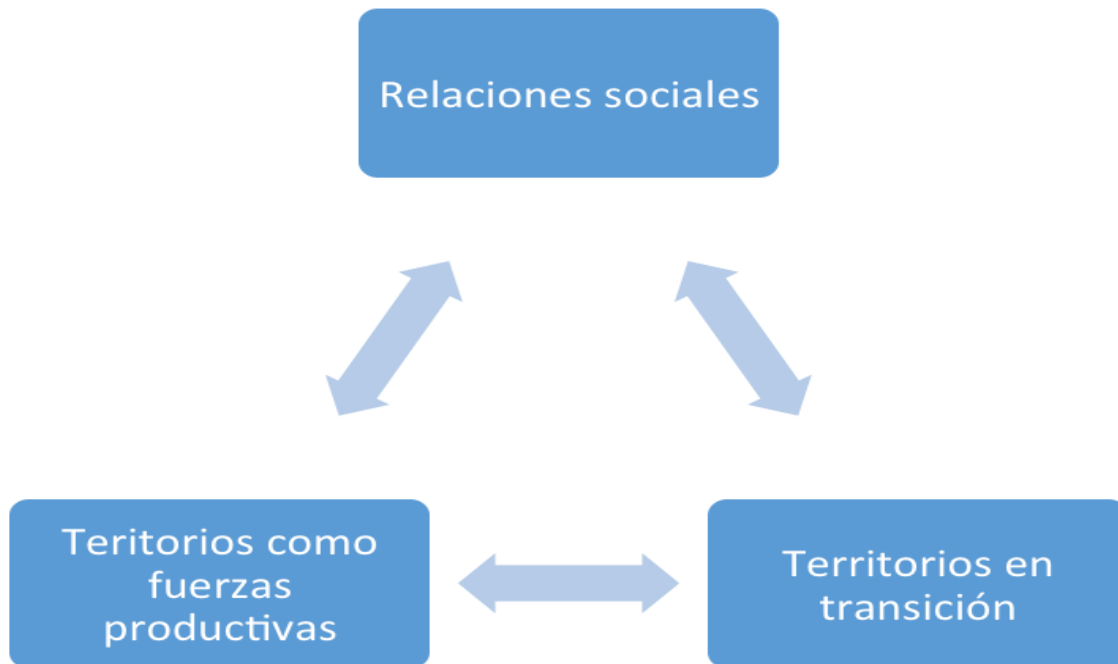 Relaciones sociales
Teritorios como
fuerzas
productivas
Territorios en
transición